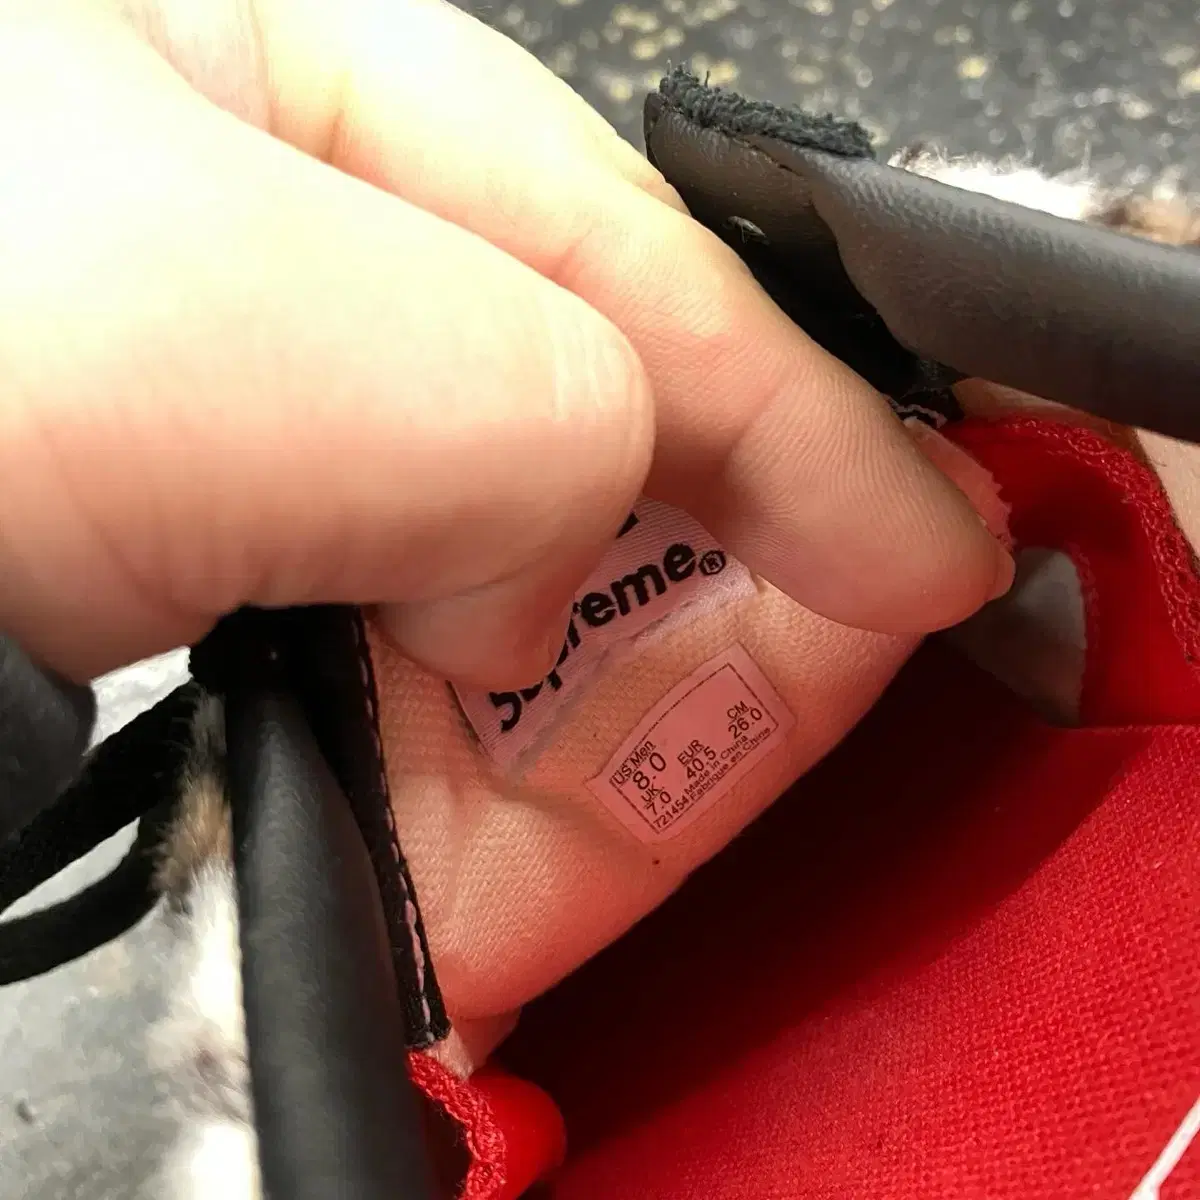 Supreme®
US Men EUR CM
8.0 40.5 26.0
UK Made in China
7.0 Fabriqué en Chine
721454